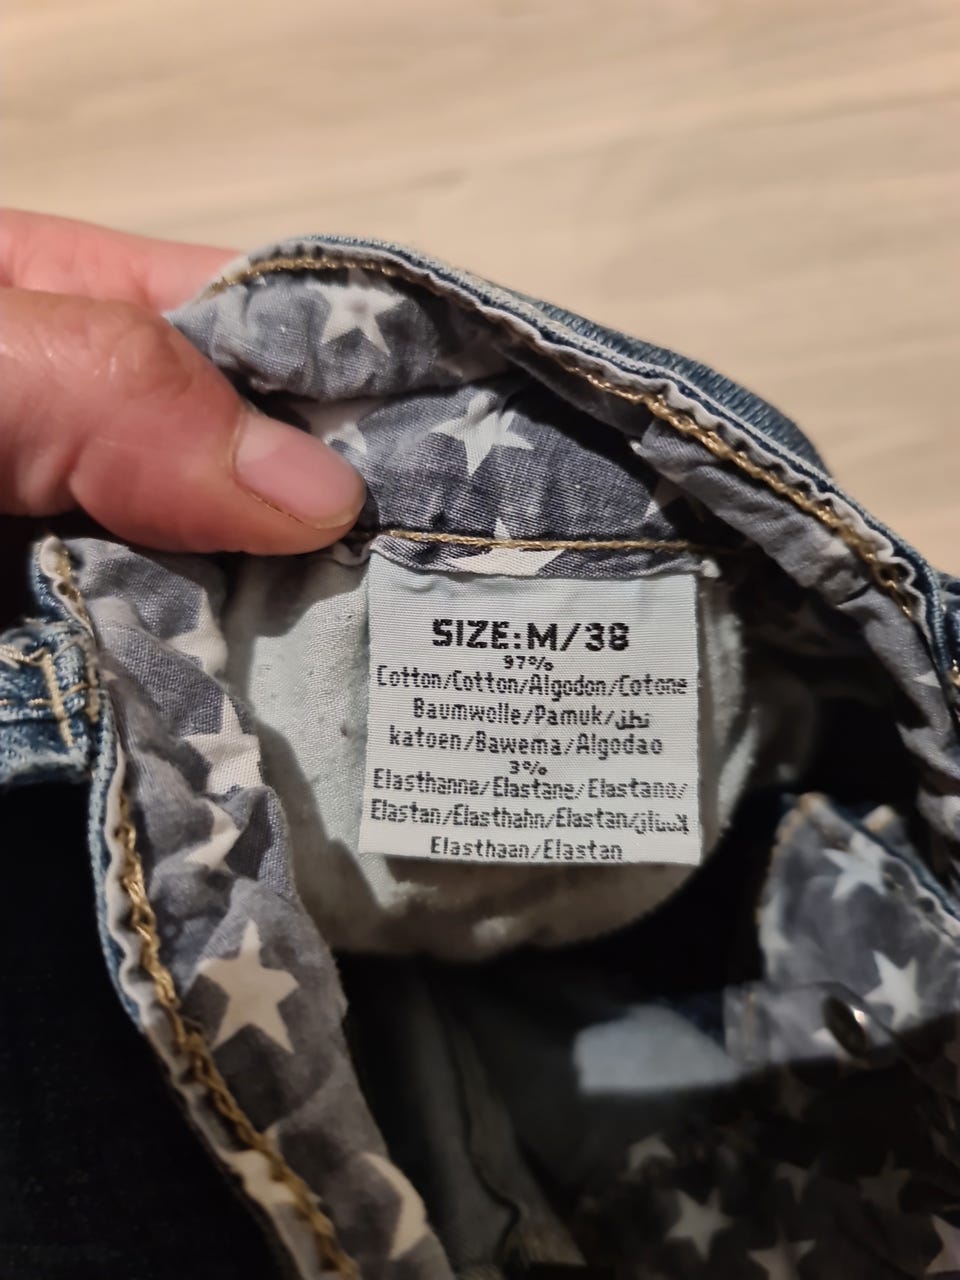 SIZE:M/38
97%
Cotton/Cotton/Algodon/Cotone
Baumwolle/Pamuk/قطن
katoen/Bawema/Algodao
3%
Elasthanne/Elastane/Elastano/
Elastan/Elasthahn/Elastan/
Elasthaan/Elastan